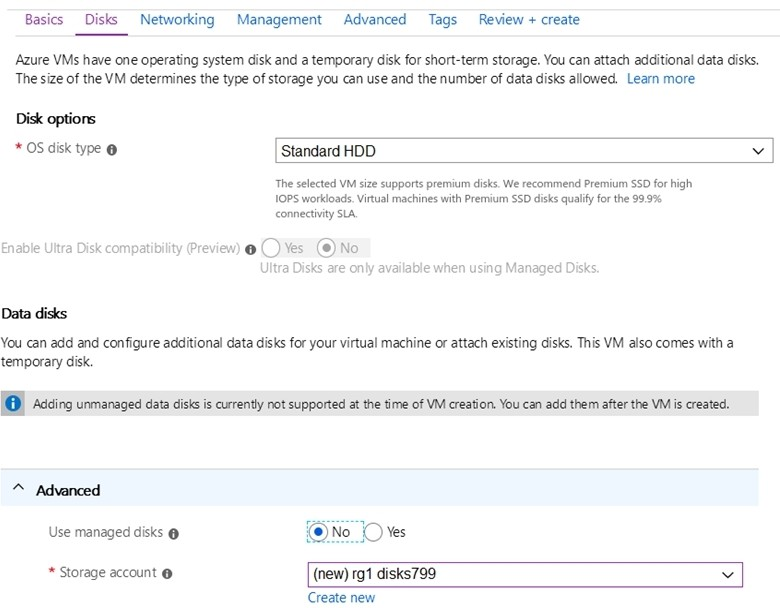 Basics Disks Networking Management Advanced Tags Review + create
Azure VMs have one operating system disk and a temporary disk for short-term storage. You can attach additional data disks.
The size of the VM determines the type of storage you can use and the number of data disks allowed. Learn more
Disk options
* OS disk type
Standard HDD
The selected VM size supports premium disks. We recommend Premium SSD for high
IOPS workloads. Virtual machines with Premium SSD disks qualify for the 99.9%
connectivity SLA.
Enable Ultra Disk compatibility (Preview) Yes No
Ultra Disks are only available when using Managed Disks.
Data disks
You can add and configure additional data disks for your virtual machine or attach existing disks. This VM also comes with a
temporary disk.
Adding unmanaged data disks is currently not supported at the time of VM creation. You can add them after the VM is created.
Advanced
Use managed disks No Yes
* Storage account (new) rg1 disks799
Create new